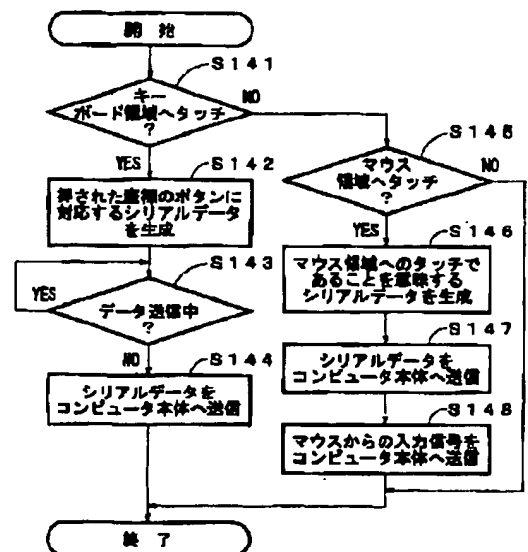 開 始
S141
キー
ボード領域へタッチ
?
NO
YES
S142
押された座標のボタンに
対応するシリアルデータ
を生成
S143
YES
データ送信中
?
NO
S144
シリアルデータを
コンピュータ本体へ送信
S145
マウス
領域へタッチ
?
NO
YES
S146
マウス領域へのタッチで
あることを意味する
シリアルデータを生成
S147
シリアルデータを
コンピュータ本体へ送信
S148
マウスからの入力信号を
コンピュータ本体へ送信
終 了